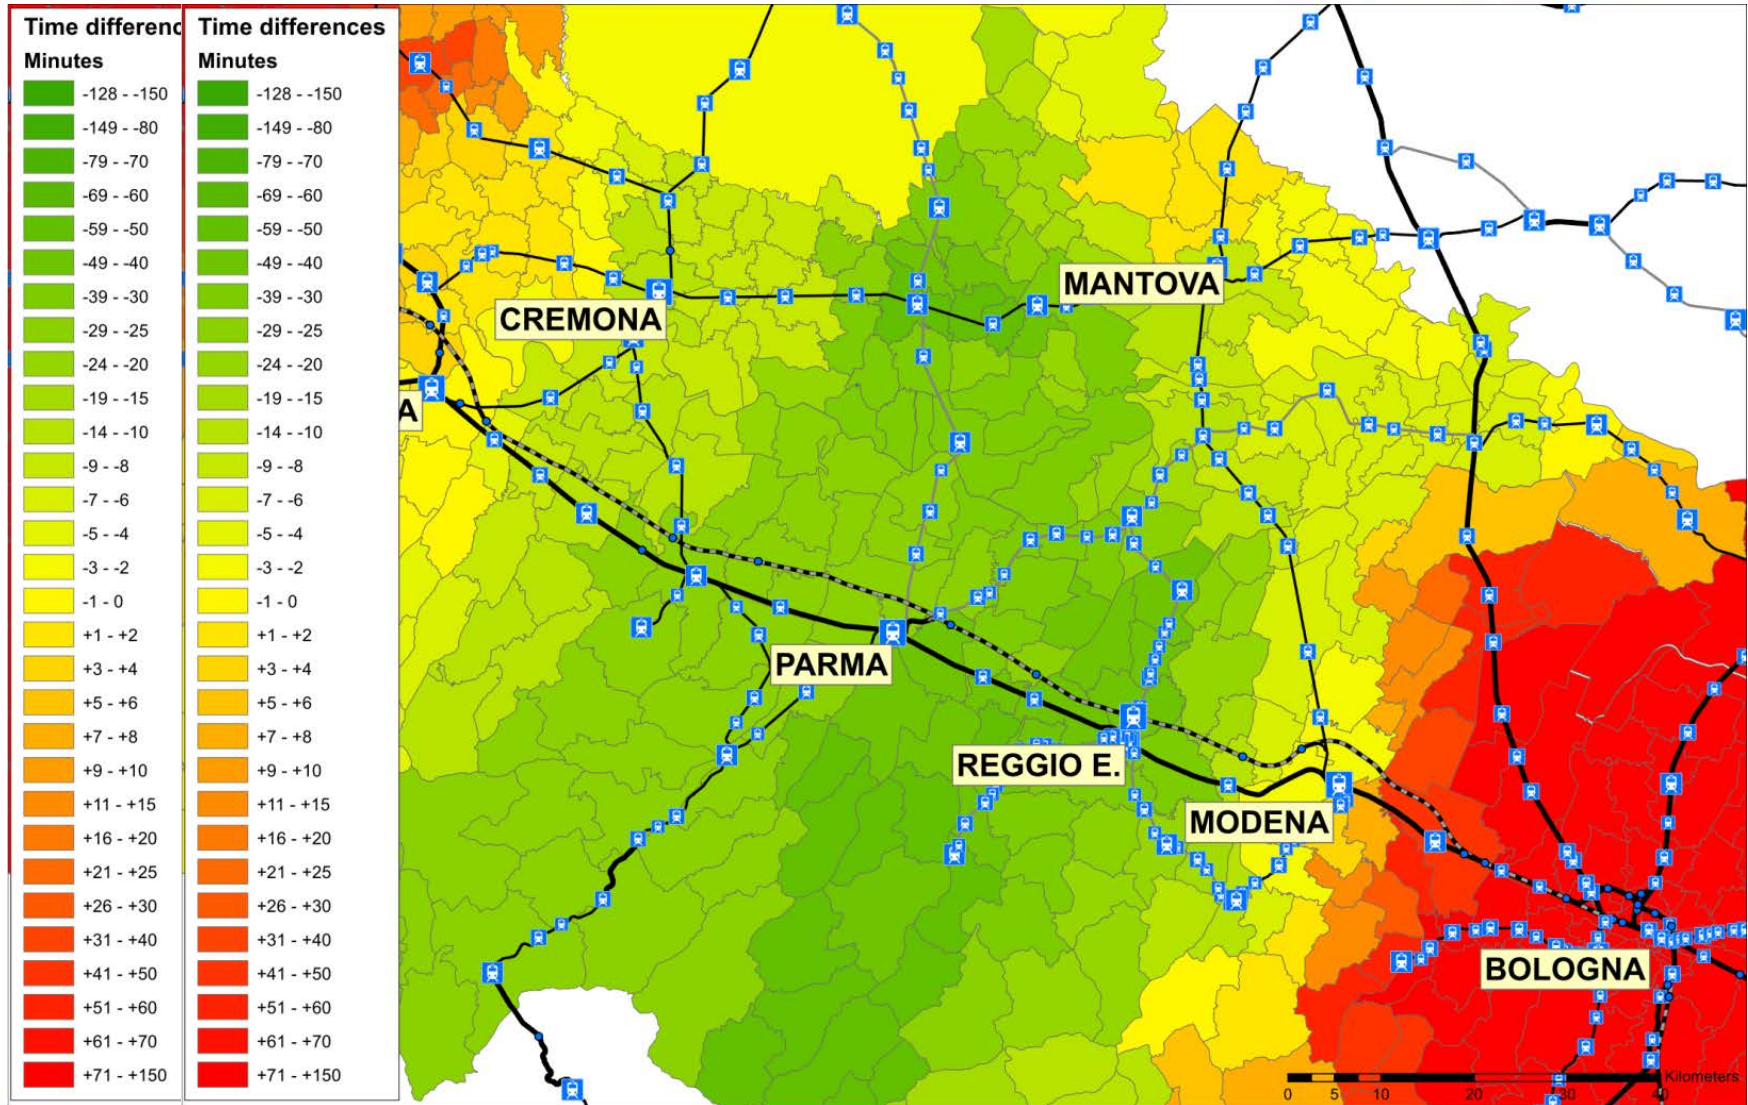 Time differenc
Minutes
-128 - -150
-149 - -80
-79 - -70
-69 - -60
-59 - -50
-49 - -40
-39 - -30
-29 - -25
-24 - -20
-19 - -15
-14 - -10
-9 - -8
-7 - -6
-5 - -4
-3 - -2
-1 - 0
+1 - +2
+3 - +4
+5 - +6
+7 - +8
+9 - +10
+11 - +15
+16 - +20
+21 - +25
+26 - +30
+31 - +40
+41 - +50
+51 - +60
+61 - +70
+71 - +150
Time differences
Minutes
-128 - -150
-149 - -80
-79 - -70
-69 - -60
-59 - -50
-49 - -40
-39 - -30
-29 - -25
-24 - -20
-19 - -15
-14 - -10
-9 - -8
-7 - -6
-5 - -4
-3 - -2
-1 - 0
+1 - +2
+3 - +4
+5 - +6
+7 - +8
+9 - +10
+11 - +15
+16 - +20
+21 - +25
+26 - +30
+31 - +40
+41 - +50
+51 - +60
+61 - +70
+71 - +150
MANTOVA
CREMONA
A
PARMA
REGGIO E.
MODENA
BOLOGNA
Kilometers
0 5 10 20 30 40